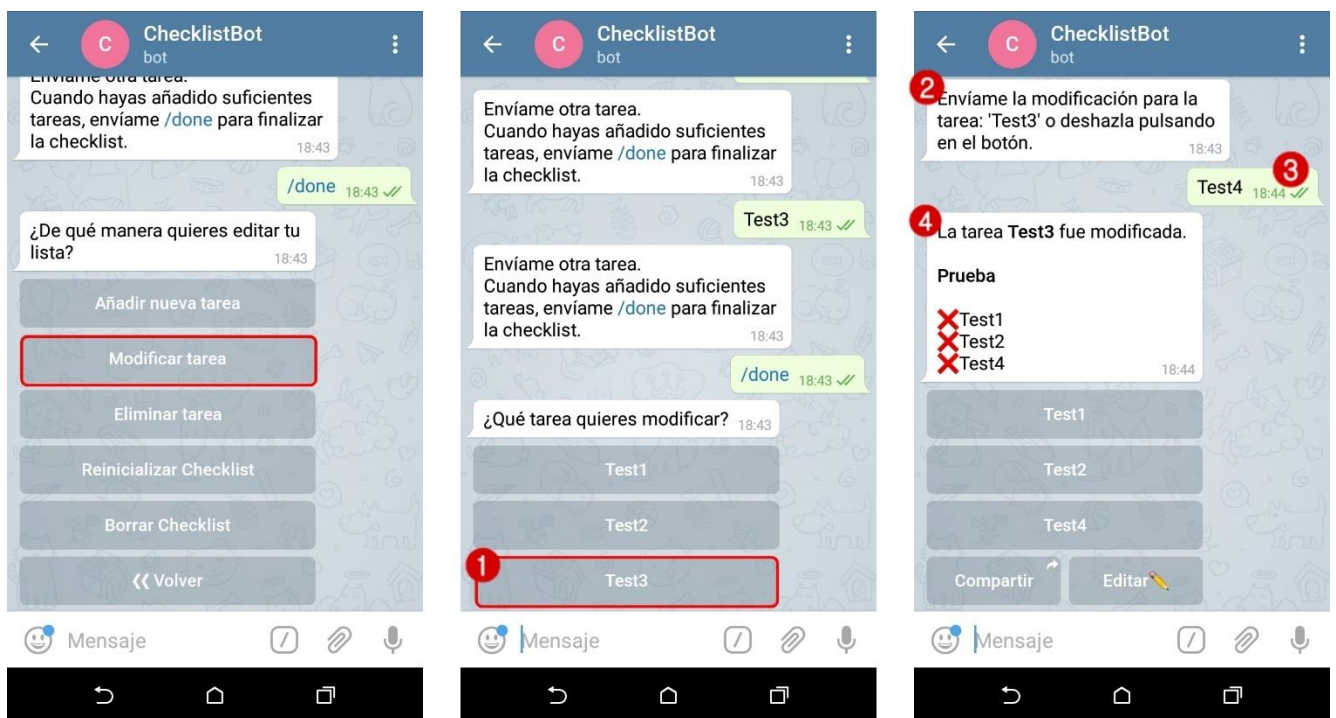 ChecklistBot
bot
Envíame otra tarea.
Cuando hayas añadido suficientes
tareas, envíame /done para finalizar
la checklist.
18:43
/done 18:43
¿De qué manera quieres editar tu
lista?
18:43
Añadir nueva tarea
Modificar tarea
Eliminar tarea
Reinicializar Checklist
Borrar Checklist
Volver
Mensaje
ChecklistBot
bot
Envíame otra tarea.
Cuando hayas añadido suficientes
tareas, envíame /done para finalizar
la checklist.
18:43
Test3 18:43
Envíame otra tarea.
Cuando hayas añadido suficientes
tareas, envíame /done para finalizar
la checklist.
18:43
/done 18:43
¿Qué tarea quieres modificar? 18:43
Test1
Test2
1
Test3
Mensaje
ChecklistBot
bot
2
Envíame la modificación para la
tarea: 'Test3' o deshazla pulsando
en el botón.
18:43
3
Test4 18:44
4
La tarea Test3 fue modificada.
Prueba
❌Test1
❌Test2
❌Test4
18:44
Test1
Test2
Test4
Compartir
Editar✏️
Mensaje